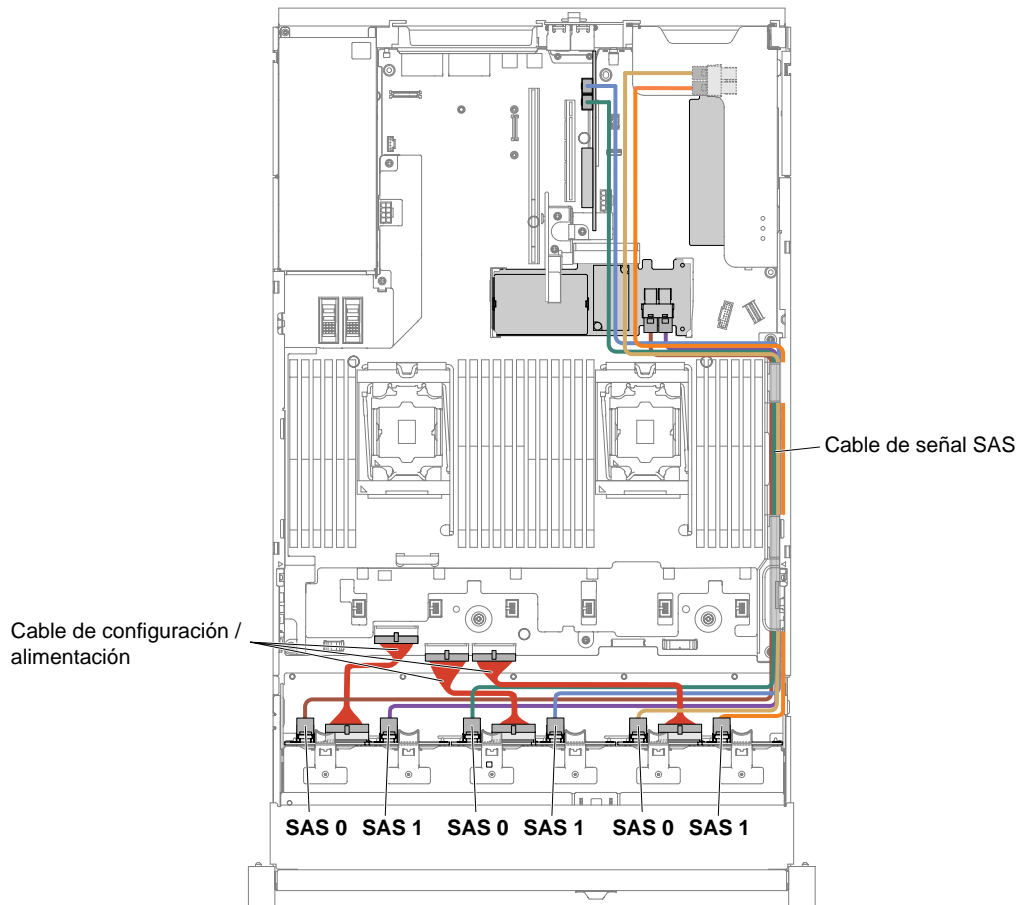 Cable de señal SAS
Cable de configuración /
alimentación
SAS 0 SAS 1 SAS 0 SAS 1 SAS 0 SAS 1